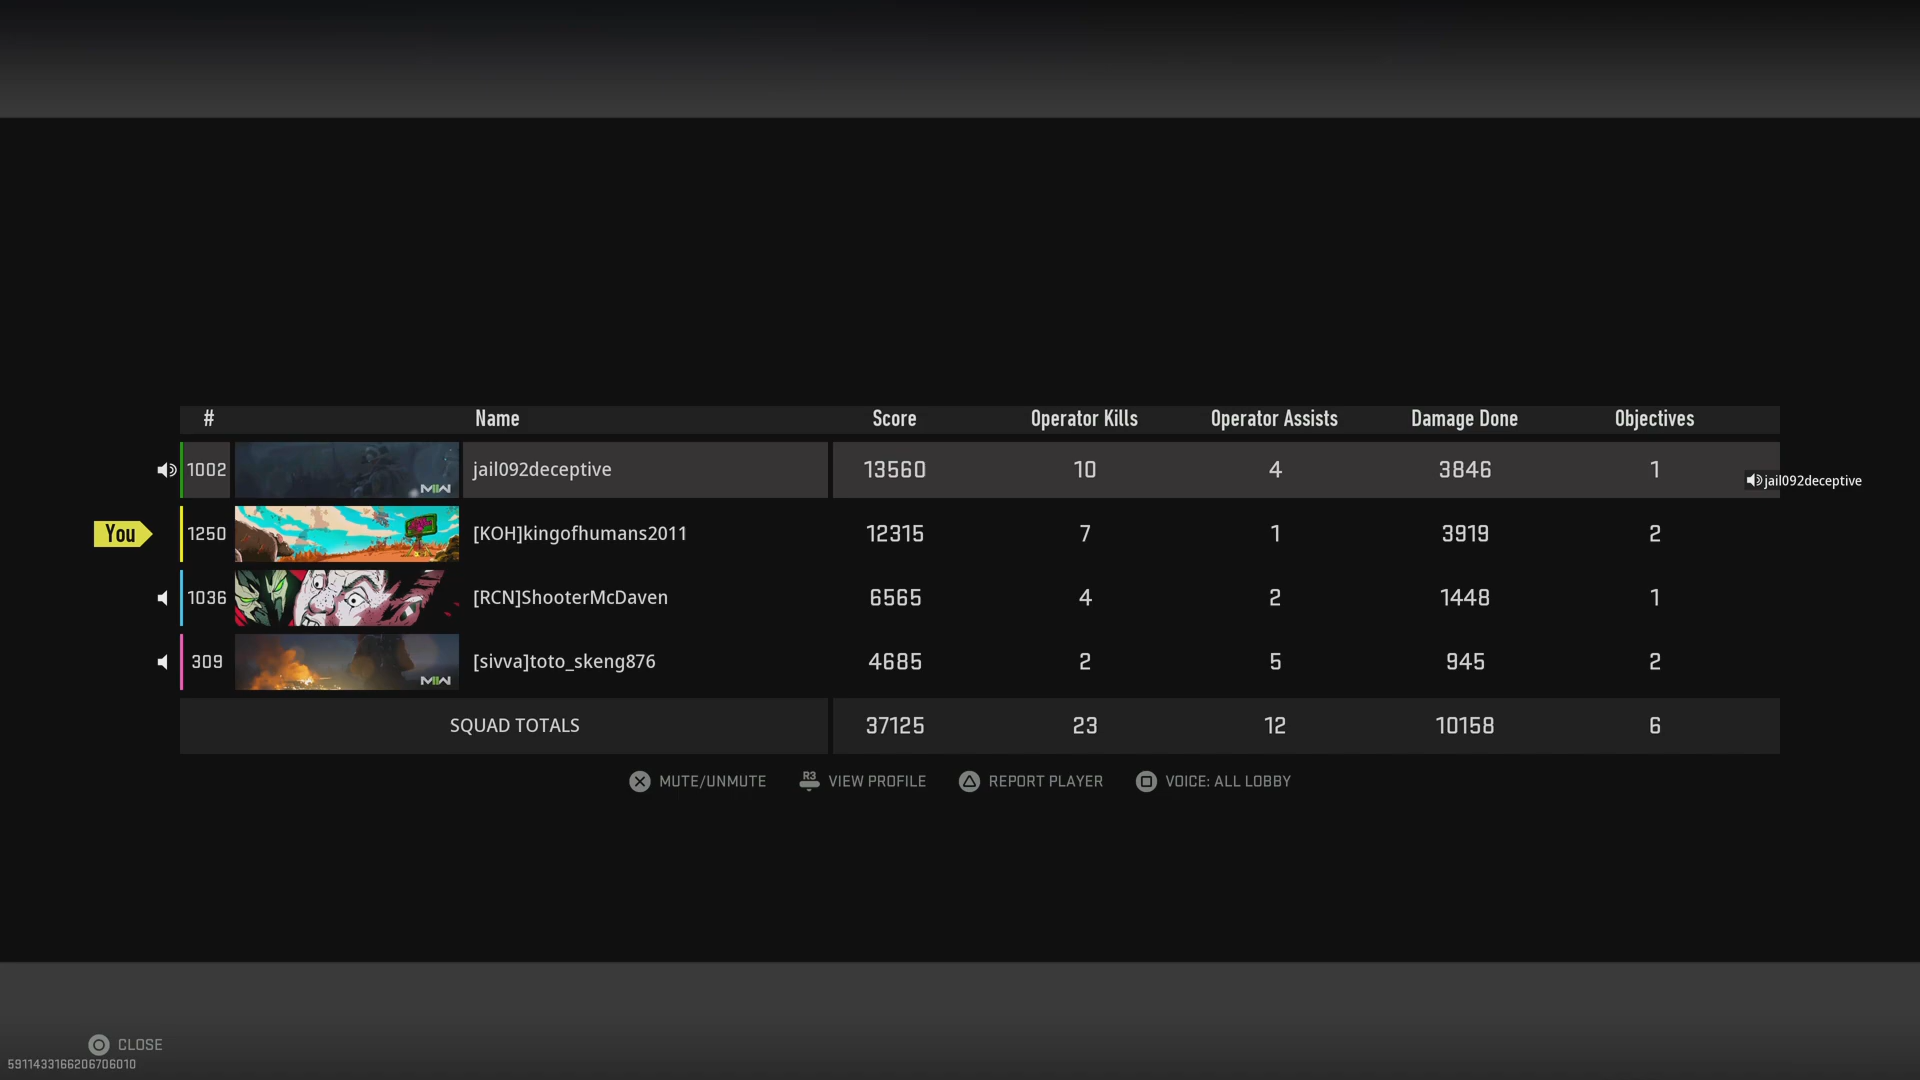 # Name Score Operator Kills Operator Assists Damage Done Objectives
1002 MW jail092deceptive 13560 10 4 3846 1 jail092deceptive
You 1250 [KOH]kingofhumans2011 12315 7 1 3919 2
1036 [RCN]ShooterMcDaven 6565 4 2 1448 1
309 MW [sivva]toto_skeng876 4685 2 5 945 2
SQUAD TOTALS 37125 23 12 10158 6
MUTE/UNMUTE R3 VIEW PROFILE REPORT PLAYER VOICE: ALL LOBBY
CLOSE
5911433166206706010